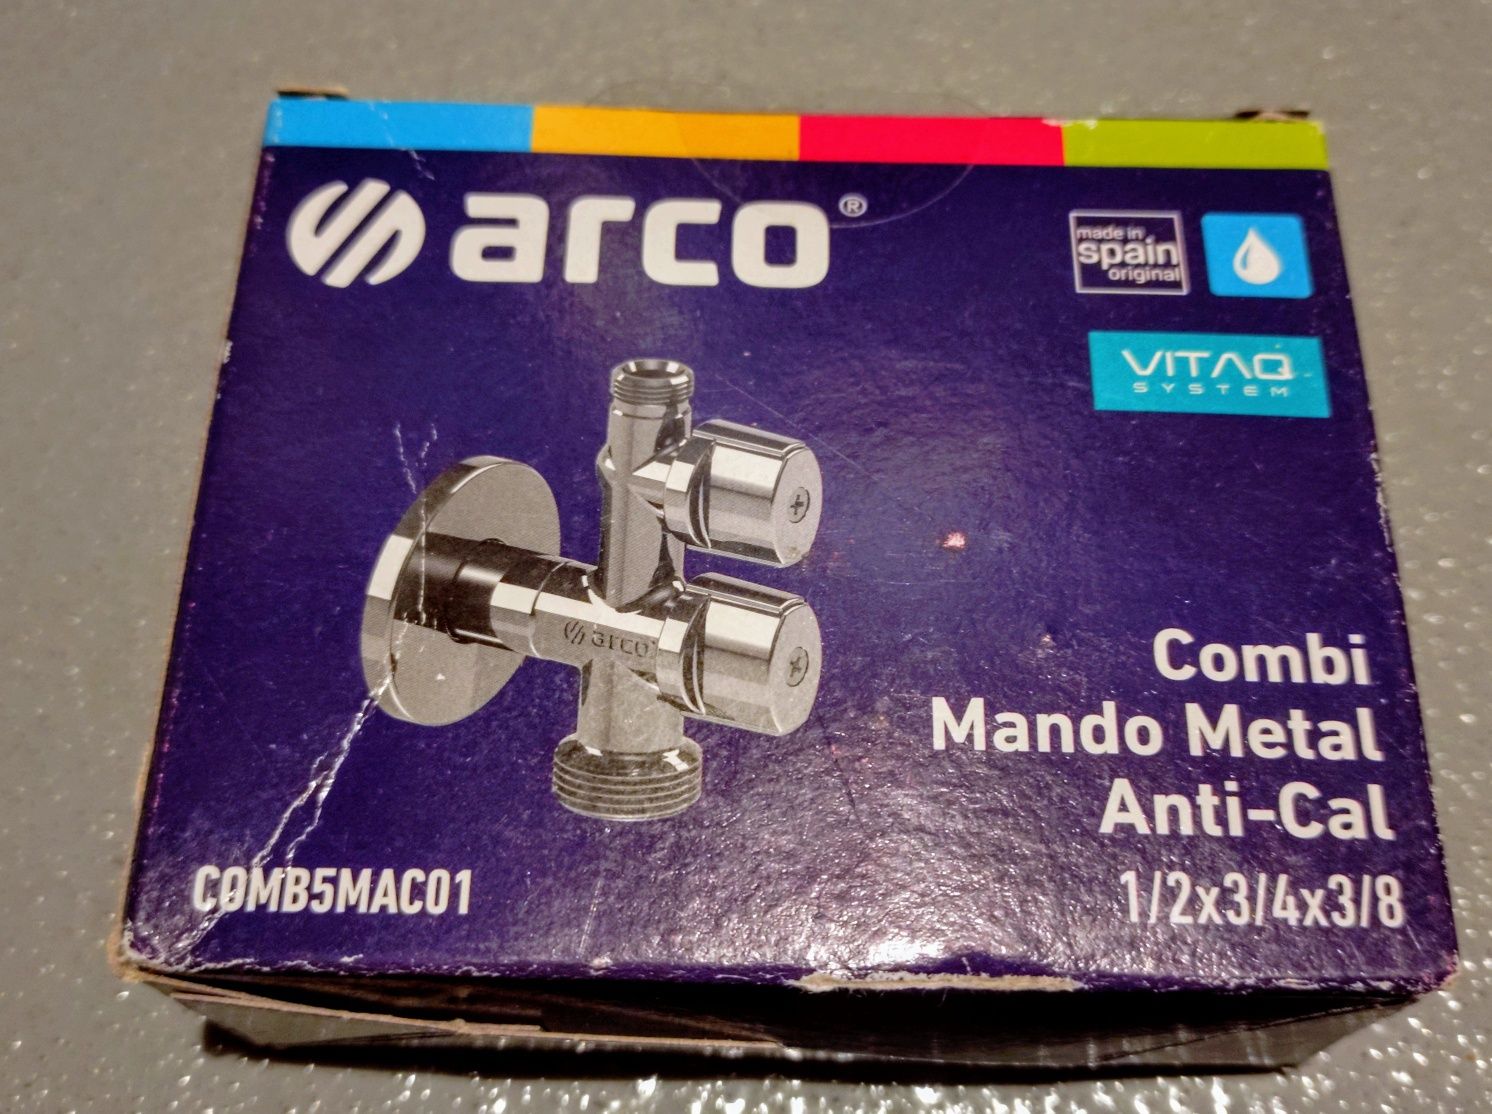 arco®
made in
spain
original
VITAQ
SYSTEM
arco
Combi
Mando Metal
Anti-Cal
COMB5MAC01
1/2x3/4x3/8